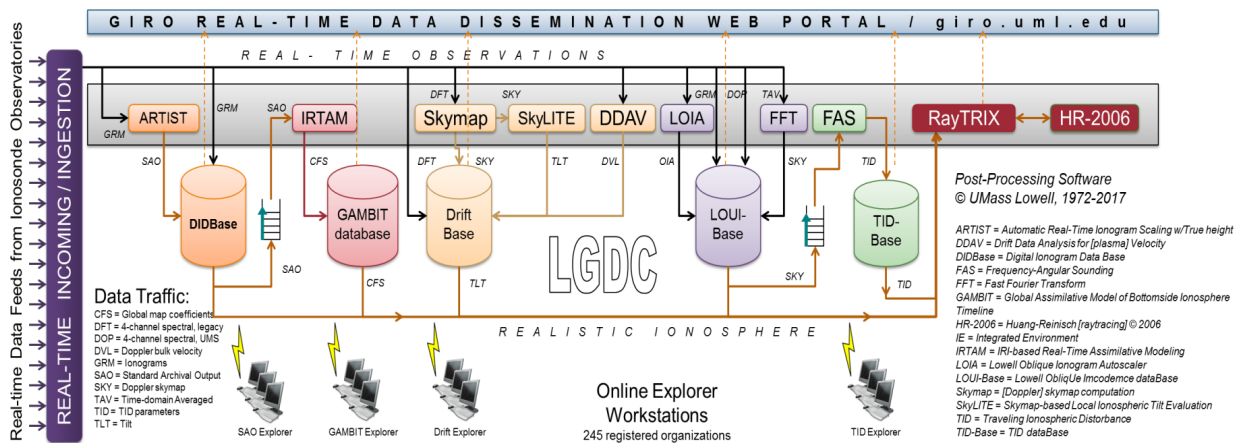 GIRO REAL-TIME DATA DISSEMINATION WEB PORTAL / giro.uml.edu
REAL- TIME OBSERVATIONS
Real-time Data Feeds from Ionosonde Observatories
REAL-TIME INCOMING / INGESTION
DFT
SKY
GRM
SAO
GRM
DOP
TAV
ARTIST
IRTAM
Skymap
SkyLITE
DDAV
LOIA
FFT
FAS
RayTRIX
HR-2006
GRM
SAO
CFS
DFT
SKY
TLT
DVL
OIA
SKY
TID
DIDBase
GAMBIT
database
Drift
Base
LOUI-
Base
TID-
Base
LGDC
SAO
CFS
TLT
SKY
TID
REALISTIC IONOSPHERE
Data Traffic:
CFS = Global map coefficients
DFT = 4-channel spectral, legacy
DOP = 4-channel spectral, UMS
DVL = Doppler bulk velocity
GRM = Ionograms
SAO = Standard Archival Output
SKY = Doppler skymap
TAV = Time-domain Averaged
TID = TID parameters
TLT = Tilt
SAO Explorer
GAMBIT Explorer
Drift Explorer
Online Explorer
Workstations
245 registered organizations
TID Explorer
Post-Processing Software
© UMass Lowell, 1972-2017
ARTIST = Automatic Real-Time Ionogram Scaling w/True height
DDAV = Drift Data Analysis for [plasma] Velocity
DIDBase = Digital Ionogram Data Base
FAS = Frequency-Angular Sounding
FFT = Fast Fourier Transform
GAMBIT = Global Assimilative Model of Bottomside Ionosphere
Timeline
HR-2006 = Huang-Reinisch [raytracing] © 2006
IE = Integrated Environment
IRTAM = IRI-based Real-Time Assimilative Modeling
LOIA = Lowell Oblique Ionogram Autoscaler
LOUI-Base = Lowell ObliqUe Imcodemce dataBase
Skymap = [Doppler] skymap computation
SkyLITE = Skymap-based Local Ionospheric Tilt Evaluation
TID = Traveling Ionospheric Distorbance
TID-Base = TID dataBase